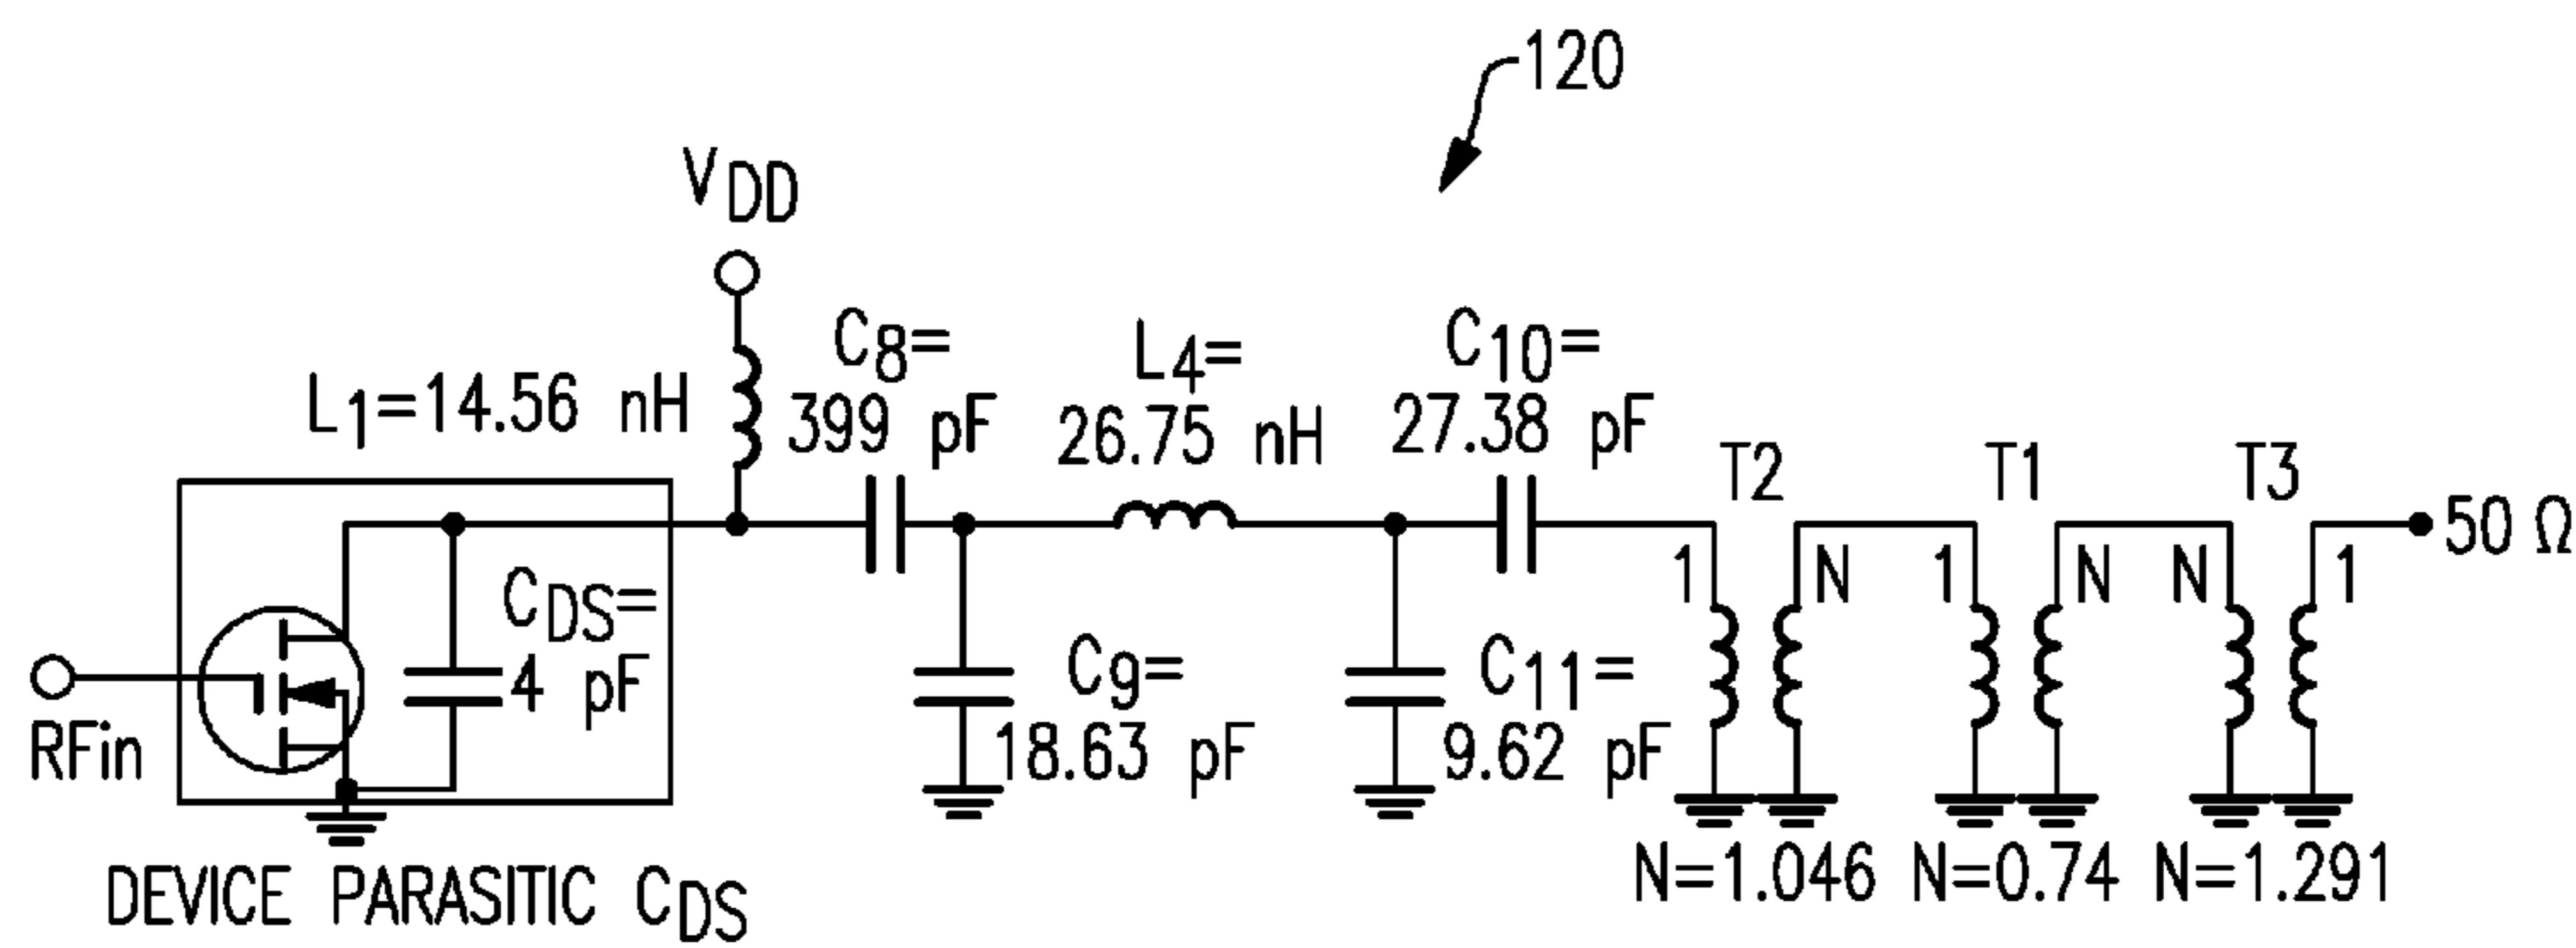 120
VDD
L1=14.56 nH
C8=
399 pF
L4=
26.75 nH
C10=
27.38 pF
T2
T1
T3
50 Ω
1
N
1
N
N
1
CDS=
4 pF
C9=
18.63 pF
C11=
9.62 pF
RFin
N=1.046
N=0.74
N=1.291
DEVICE PARASITIC CDS